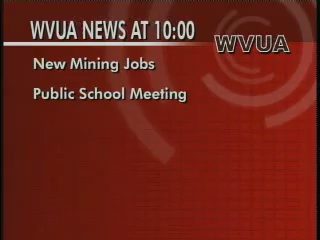 WVUA NEWS AT 10:00
WVUA
New Mining Jobs
Public School Meeting